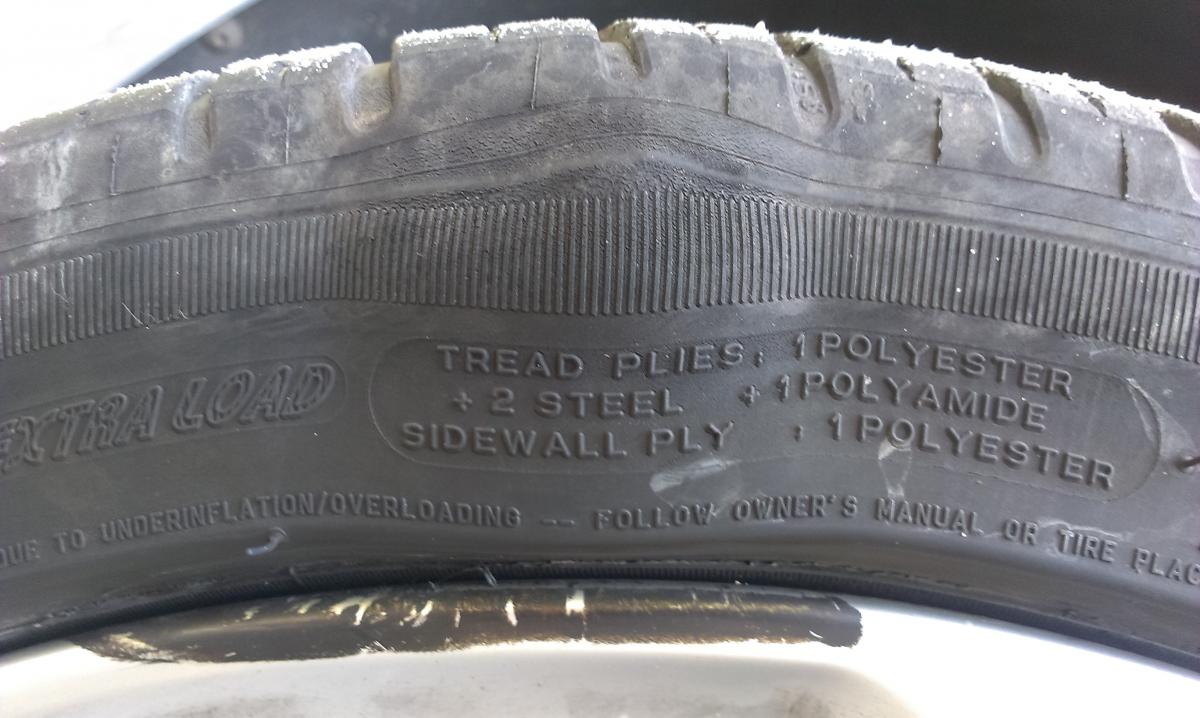 EXTRA LOAD
TREAD PLIES: 1 POLYESTER
+ 2 STEEL + 1 POLYAMIDE
SIDEWALL PLY : 1 POLYESTER
DUE TO UNDERINFLATION/OVERLOADING -- FOLLOW OWNER'S MANUAL OR TIRE PLAC